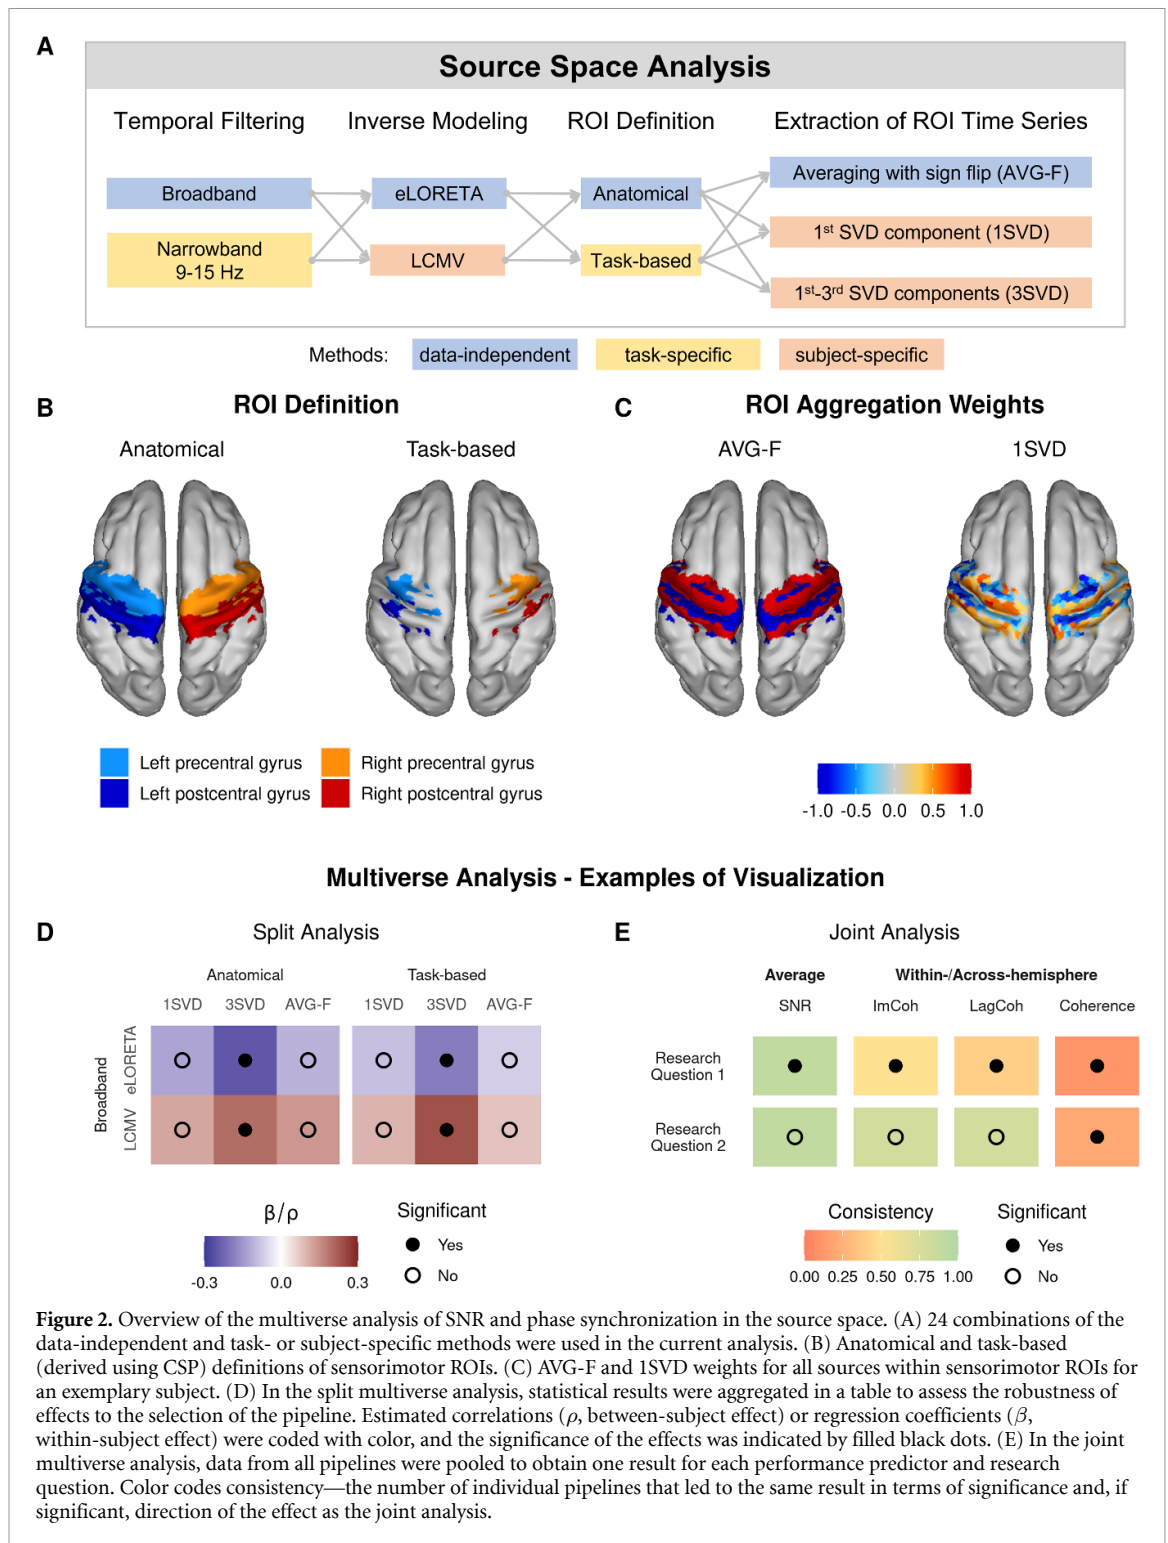 A
Source Space Analysis
Temporal Filtering Inverse Modeling ROI Definition Extraction of ROI Time Series
Broadband eLORETA Anatomical Averaging with sign flip (AVG-F)
Narrowband
9-15 Hz
LCMV Task-based 1st SVD component (1SVD)
1st-3rd SVD components (3SVD)
Methods: data-independent task-specific subject-specific
B ROI Definition
Anatomical Task-based
Left precentral gyrus Right precentral gyrus
Left postcentral gyrus Right postcentral gyrus
C ROI Aggregation Weights
AVG-F 1SVD
-1.0 -0.5 0.0 0.5 1.0
Multiverse Analysis - Examples of Visualization
D Split Analysis
Anatomical Task-based
1SVD 3SVD AVG-F 1SVD 3SVD AVG-F
Broadband
eLORETA
LCMV
β/ρ Significant
Yes
No
-0.3 0.0 0.3
E Joint Analysis
Average Within-/Across-hemisphere
SNR ImCoh LagCoh Coherence
Research
Question 1
Research
Question 2
Consistency Significant
Yes
No
0.00 0.25 0.50 0.75 1.00
Figure 2. Overview of the multiverse analysis of SNR and phase synchronization in the source space. (A) 24 combinations of the
data-independent and task- or subject-specific methods were used in the current analysis. (B) Anatomical and task-based
(derived using CSP) definitions of sensorimotor ROIs. (C) AVG-F and 1SVD weights for all sources within sensorimotor ROIs for
an exemplary subject. (D) In the split multiverse analysis, statistical results were aggregated in a table to assess the robustness of
effects to the selection of the pipeline. Estimated correlations (ρ, between-subject effect) or regression coefficients (β,
within-subject effect) were coded with color, and the significance of the effects was indicated by filled black dots. (E) In the joint
multiverse analysis, data from all pipelines were pooled to obtain one result for each performance predictor and research
question. Color codes consistency—the number of individual pipelines that led to the same result in terms of significance and, if
significant, direction of the effect as the joint analysis.